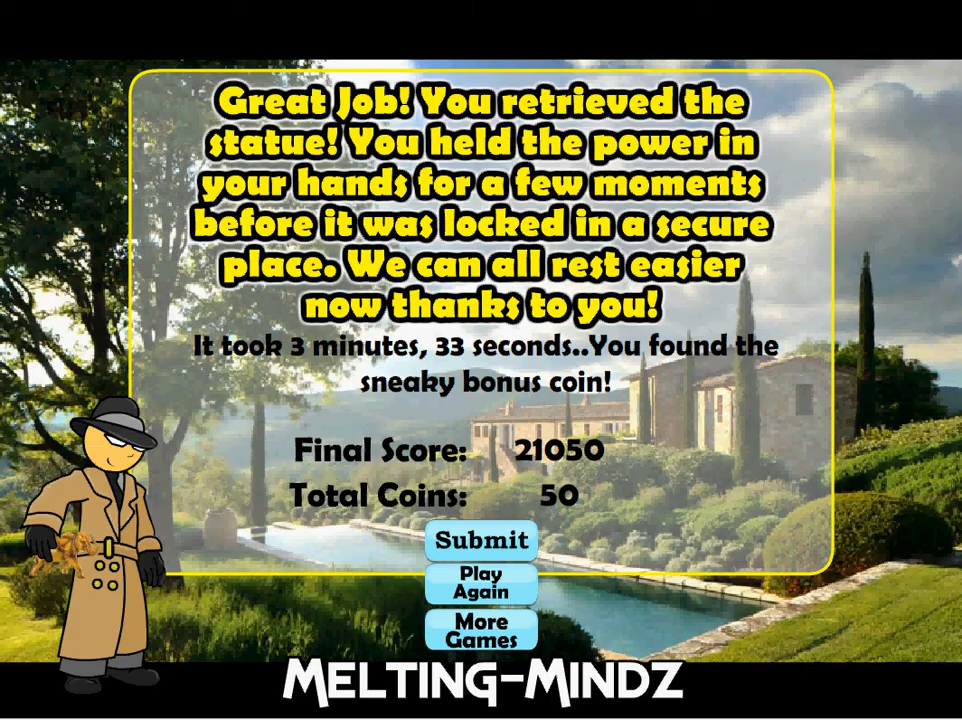 Great Job! You retrieved the
statue! You held the power in
your hands for a few moments
before it was locked in a secure
place. We can all rest easier
now thanks to you!
It took 3 minutes, 33 seconds..You found the
sneaky bonus coin!
Final Score: 21050
Total Coins: 50
Submit
Play
Again
More
Games
Melting-Mindz